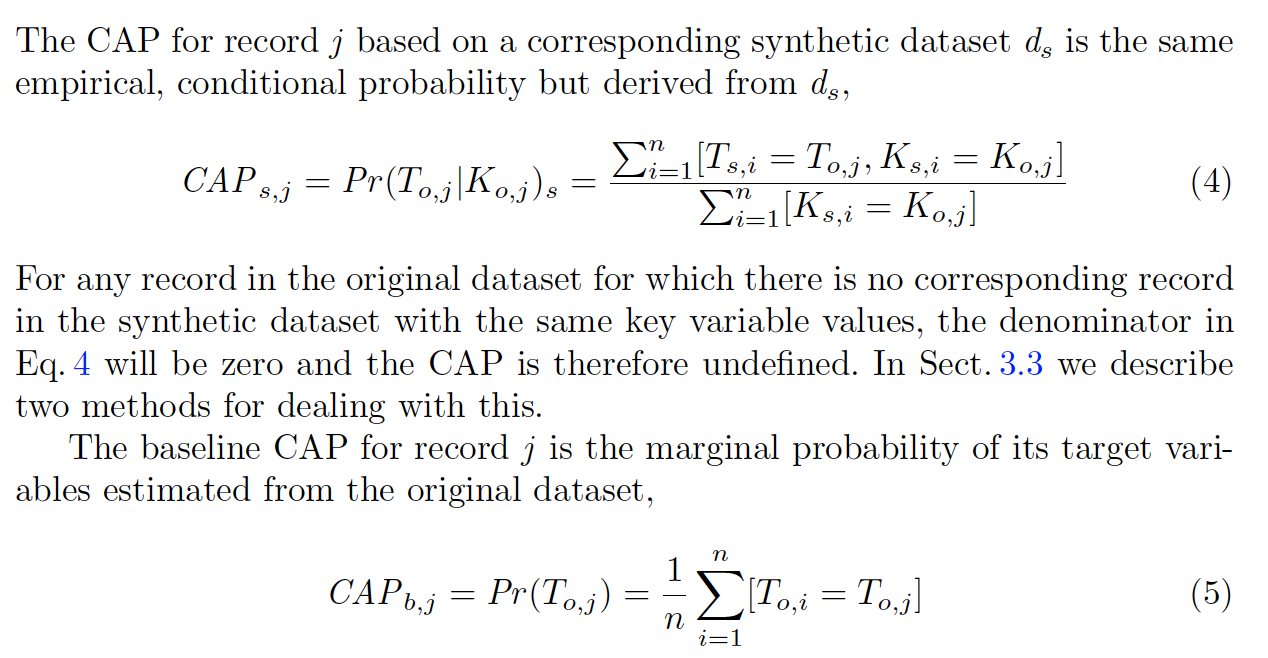 The CAP for record j based on a corresponding synthetic dataset d_s is the same
empirical, conditional probability but derived from d_s,
CAP_{s,j} = Pr(T_{o,j}|K_{o,j})_s = \frac{\sum_{i=1}^{n}[T_{s,i} = T_{o,j}, K_{s,i} = K_{o,j}]}{\sum_{i=1}^{n}[K_{s,i} = K_{o,j}]} (4)
For any record in the original dataset for which there is no corresponding record
in the synthetic dataset with the same key variable values, the denominator in
Eq. 4 will be zero and the CAP is therefore undefined. In Sect. 3.3 we describe
two methods for dealing with this.
The baseline CAP for record j is the marginal probability of its target vari-
ables estimated from the original dataset,
CAP_{b,j} = Pr(T_{o,j}) = \frac{1}{n} \sum_{i=1}^{n}[T_{o,i} = T_{o,j}] (5)